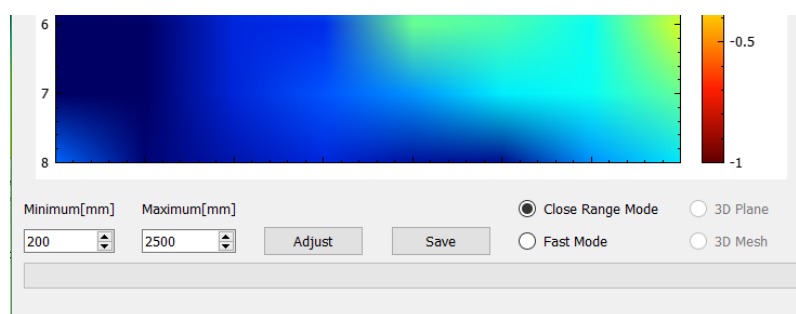 6
-0.5
7
8
-1
Minimum[mm] Maximum[mm] Close Range Mode 3D Plane
200 2500 Adjust Save Fast Mode 3D Mesh